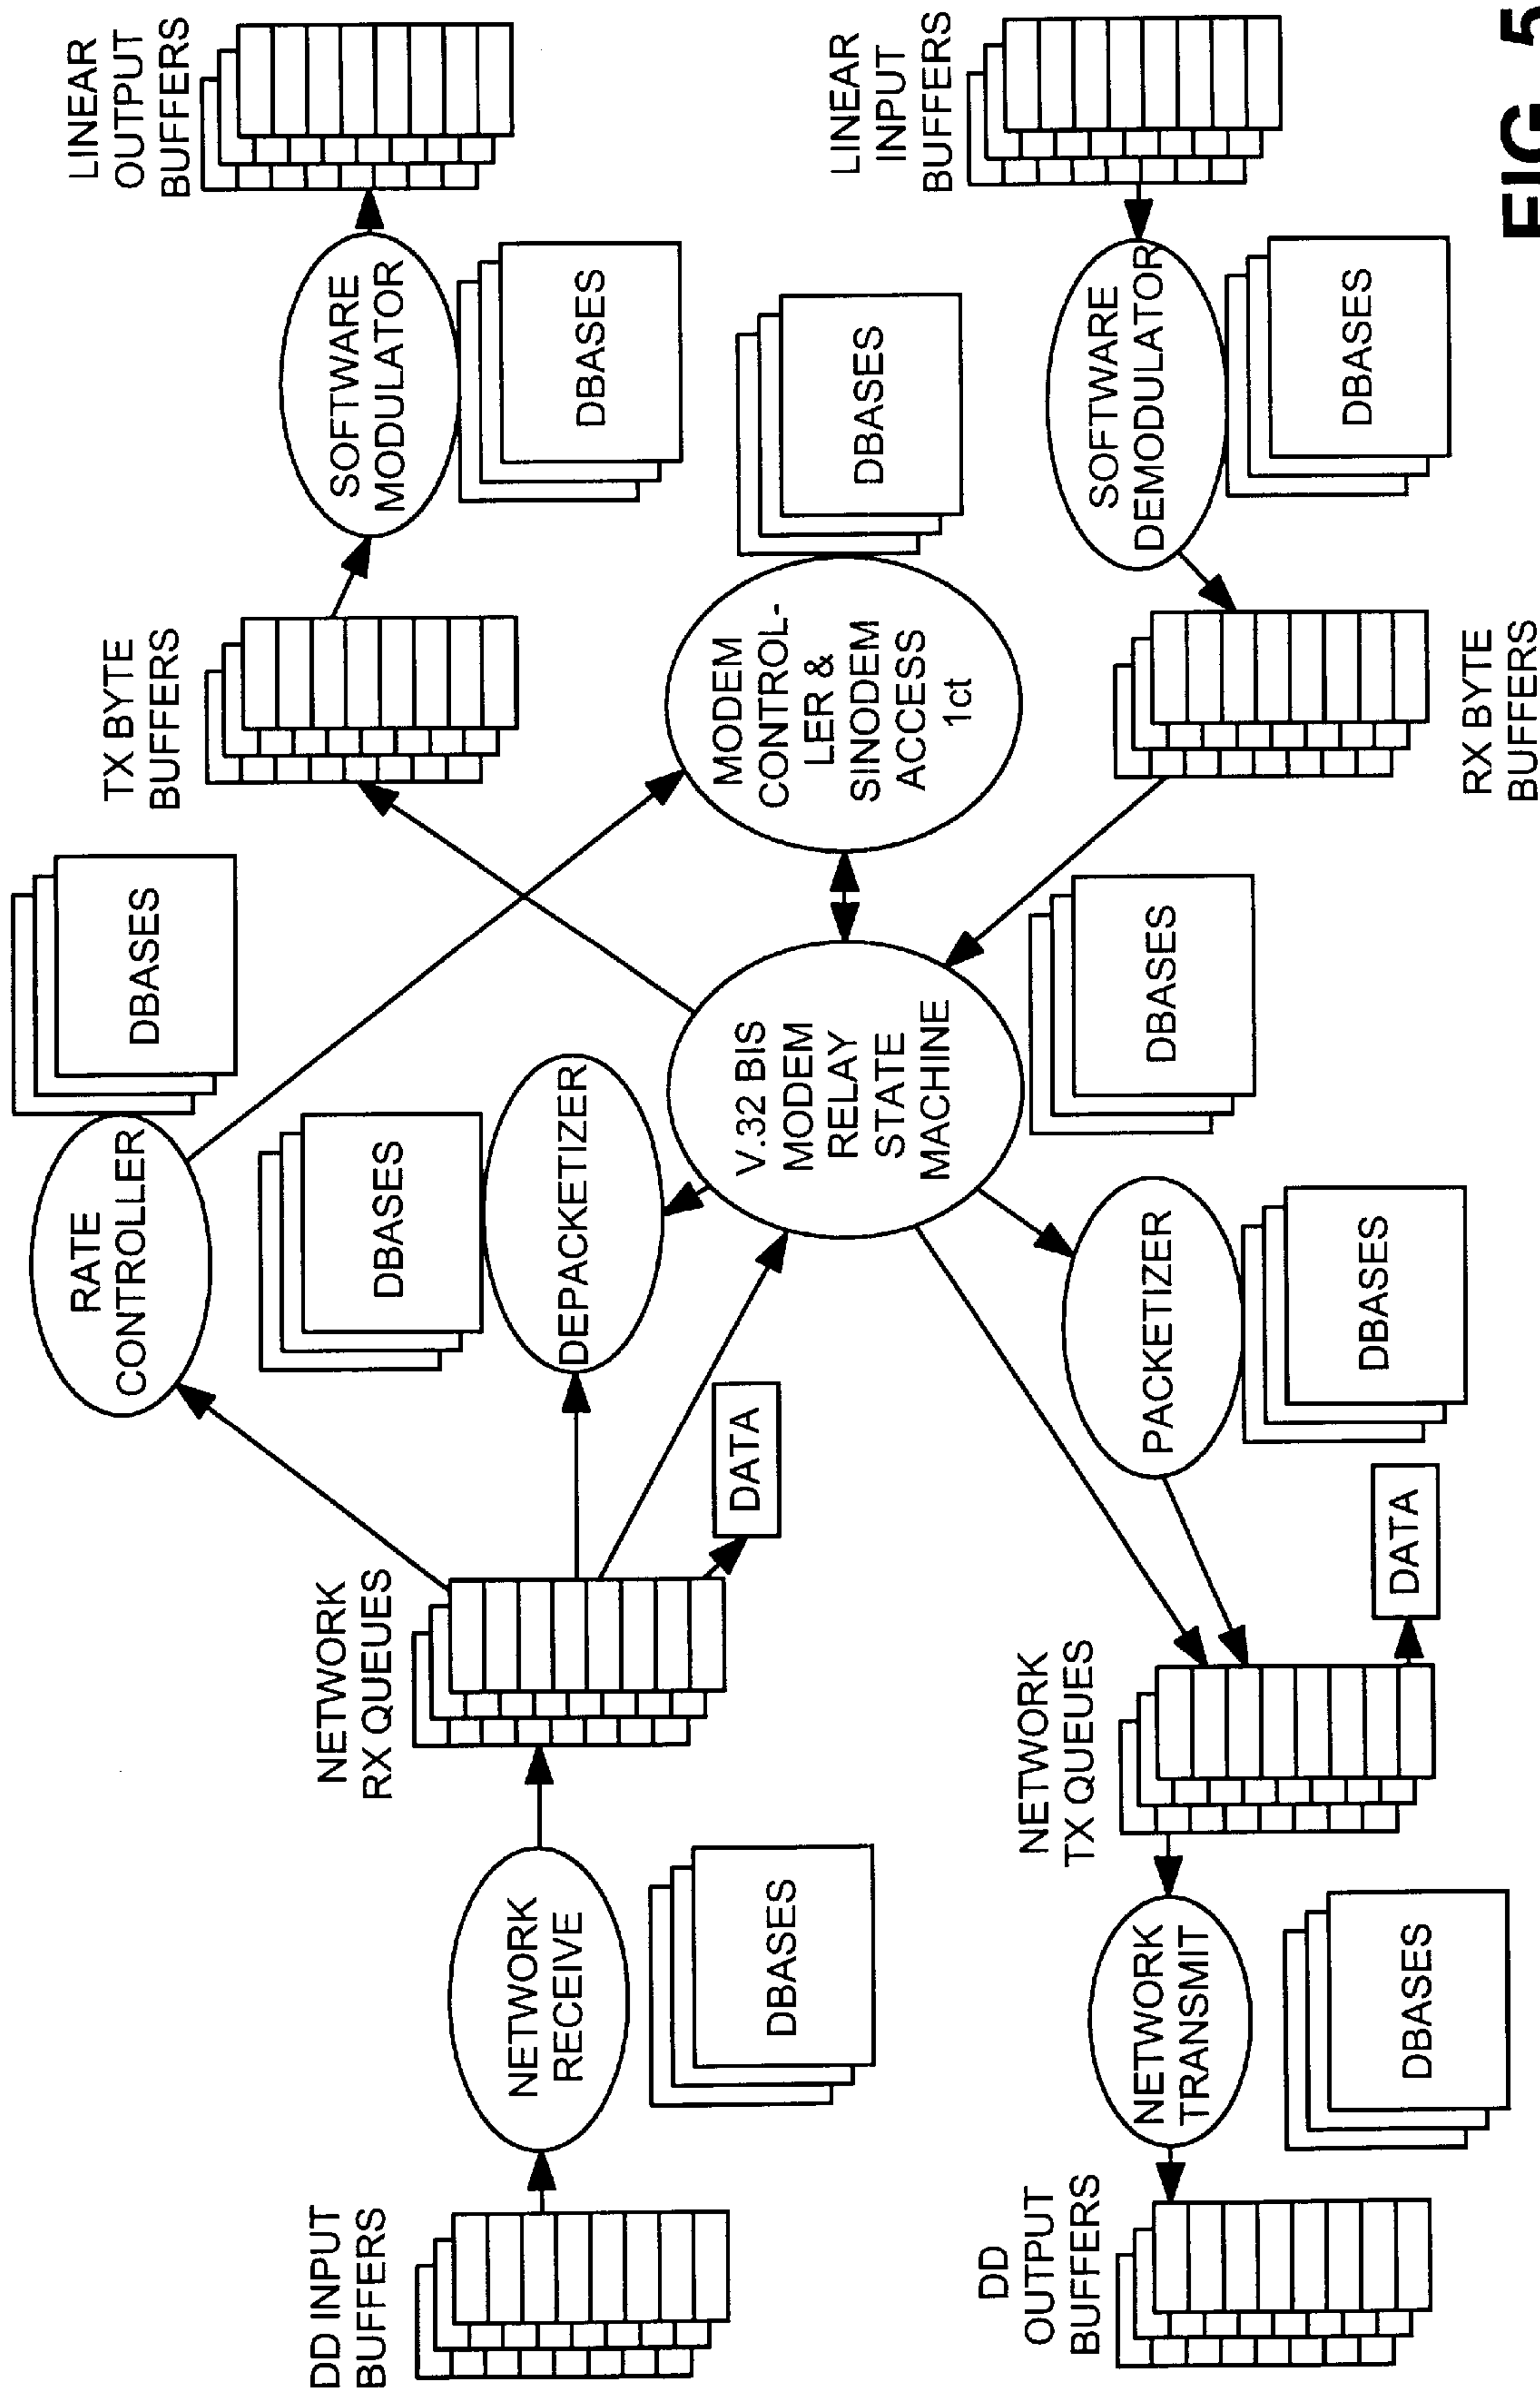 DD INPUT
BUFFERS
NETWORK
RECEIVE
DBASES
NETWORK
RX QUEUES
DATA
RATE
CONTROLLER
DBASES
DBASES
DEPACKETIZER
TX BYTE
BUFFERS
SOFTWARE
MODULATOR
DBASES
LINEAR
OUTPUT
BUFFERS
V.32 BIS
MODEM
RELAY
STATE
MACHINE
DBASES
MODEM
CONTROL-
LER &
SINODEM
ACCESS
1ct
DBASES
DD
OUTPUT
BUFFERS
NETWORK
TRANSMIT
DBASES
NETWORK
TX QUEUES
DATA
PACKETIZER
DBASES
RX BYTE
BUFFERS
SOFTWARE
DEMODULATOR
DBASES
LINEAR
INPUT
BUFFERS
FIG 5